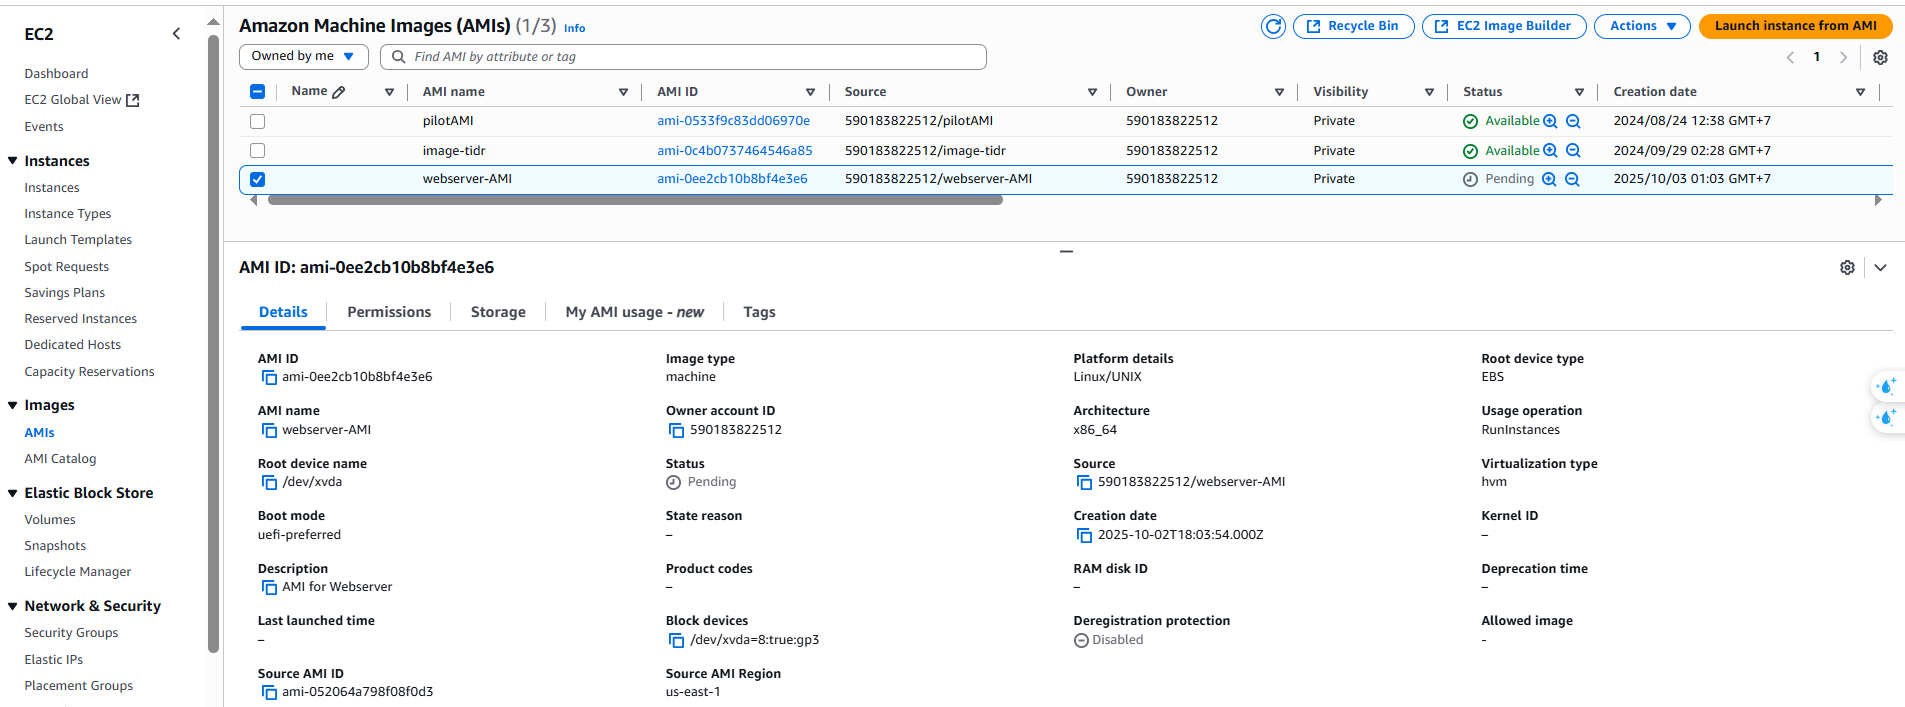 EC2
Dashboard
EC2 Global View
Events
Instances
Instances
Instance Types
Launch Templates
Spot Requests
Savings Plans
Reserved Instances
Dedicated Hosts
Capacity Reservations
Images
AMIs
AMI Catalog
Elastic Block Store
Volumes
Snapshots
Lifecycle Manager
Network & Security
Security Groups
Elastic IPs
Placement Groups
Amazon Machine Images (AMIs) (1/3) Info
Recycle Bin
EC2 Image Builder
Actions
Launch instance from AMI
Owned by me
Find AMI by attribute or tag
1
Name AMI name AMI ID Source Owner Visibility Status Creation date
pilotAMI ami-0533f9c83dd06970e 590183822512/pilotAMI 590183822512 Private Available 2024/08/24 12:38 GMT+7
image-tidr ami-0c4b0737464546a85 590183822512/image-tidr 590183822512 Private Available 2024/09/29 02:28 GMT+7
webserver-AMI ami-0ee2cb10b8bf4e3e6 590183822512/webserver-AMI 590183822512 Private Pending 2025/10/03 01:03 GMT+7
AMI ID: ami-0ee2cb10b8bf4e3e6
Details Permissions Storage My AMI usage - new Tags
AMI ID Image type Platform details Root device type
ami-0ee2cb10b8bf4e3e6 machine Linux/UNIX EBS
AMI name Owner account ID Architecture Usage operation
webserver-AMI 590183822512 x86_64 RunInstances
Root device name Status Source Virtualization type
/dev/xvda Pending 590183822512/webserver-AMI hvm
Boot mode State reason Creation date Kernel ID
uefi-preferred – 2025-10-02T18:03:54.000Z –
Description Product codes RAM disk ID Deprecation time
AMI for Webserver – – –
Last launched time Block devices Deregistration protection Allowed image
– /dev/xvda=8:true:gp3 Disabled -
Source AMI ID Source AMI Region
ami-052064a798f08f0d3 us-east-1